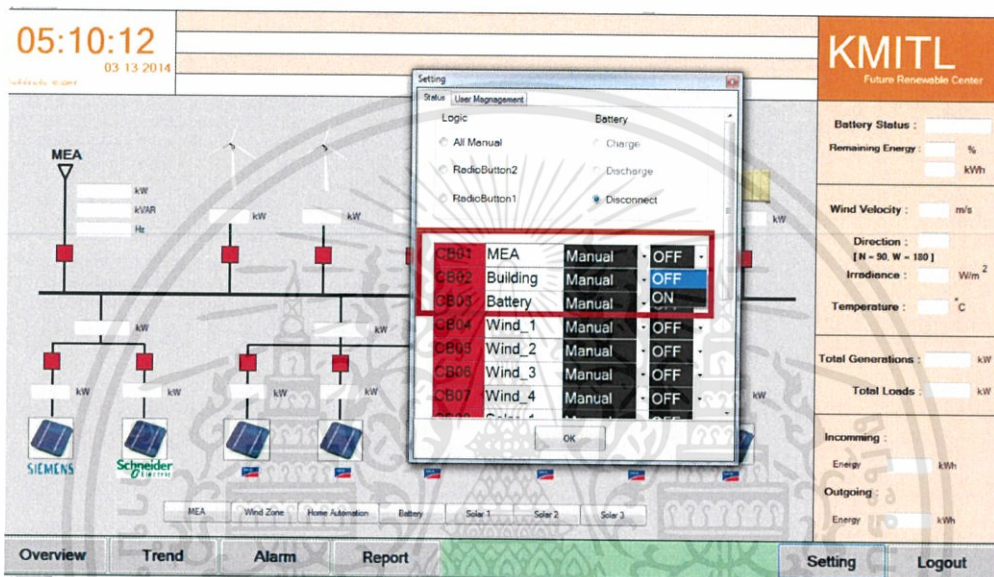 05:10:12
03 13 2014
KMITL
Future Renewable Center
Setting
Status User Magnagement
Logic Battery
All Manual Charge
RadioButton2 Discharge
RadioButton1 Disconnect
CB01 MEA Manual OFF
CB02 Building Manual OFF
CB03 Battery Manual ON
CB04 Wind_1 Manual OFF
CB05 Wind_2 Manual OFF
CB06 Wind_3 Manual OFF
CB07 Wind_4 Manual OFF
OK
MEA
kW
kVAR
Hz
kW
kW
kW
kW
kW
kW
kW
kW
kW
kW
SIEMENS
Schneider
Electric
MEA Wind Zone Home Automation Battery Solar 1 Solar 2 Solar 3
Battery Status :
Remaining Energy : %
kWh
Wind Velocity : m/s
Direction :
[ N = 90, W = 180 ]
Irradiance : W/m2
Temperature : °C
Total Generations : kW
Total Loads : kW
Incomming :
Energy kWh
Outgoing :
Energy kWh
Overview Trend Alarm Report Setting Logout